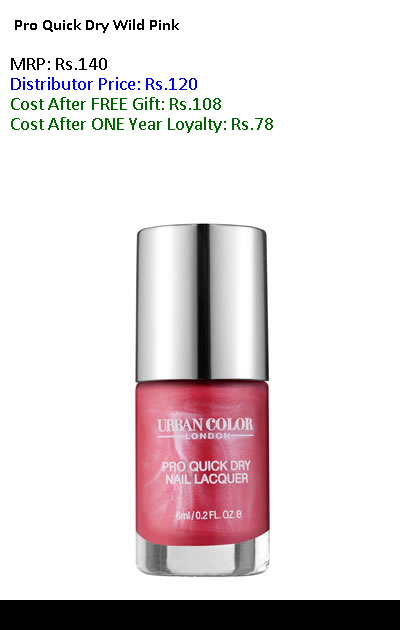 Pro Quick Dry Wild Pink
MRP: Rs.140
Distributor Price: Rs.120
Cost After FREE Gift: Rs.108
Cost After ONE Year Loyalty: Rs.78
URBAN COLOR
LONDON
PRO QUICK DRY
NAIL LACQUER
6ml / 0.2 FL. OZ. e